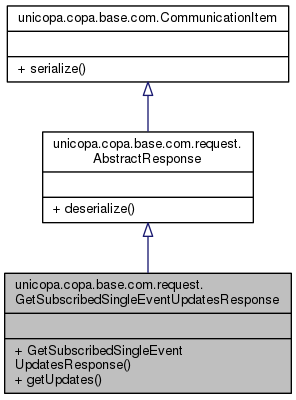 unicopa.copa.base.com.CommunicationItem
+ serialize()
unicopa.copa.base.com.request.
AbstractResponse
+ deserialize()
unicopa.copa.base.com.request.
GetSubscribedSingleEventUpdatesResponse
+ GetSubscribedSingleEvent
UpdatesResponse()
+ getUpdates()